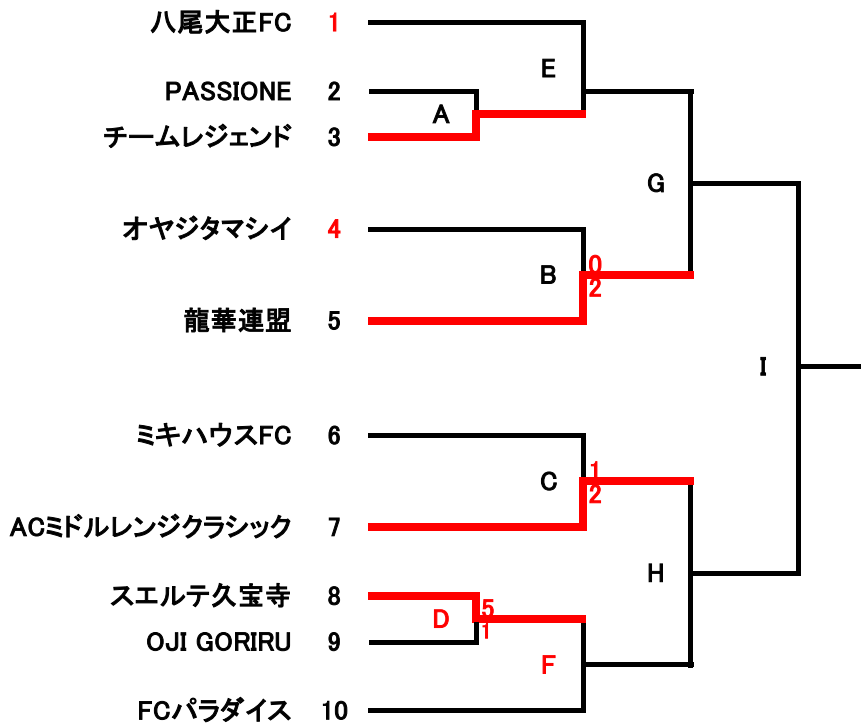 八尾大正FC 1
E
PASSIONE 2
A
チームレジェンド 3
G
オヤジタマシイ 4
B 0
2
龍華連盟 5
I
ミキハウスFC 6
C 1
2
ACミドルレンジクラシック 7
H
スエルテ久宝寺 8
D 5
1
OJI GORIRU 9
F
FCパラダイス 10